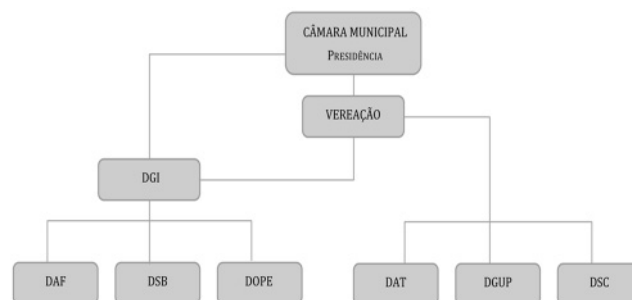 CÂMARA MUNICIPAL
PRESIDÊNCIA
VEREAÇÃO
DGI
DAF
DSB
DOPE
DAT
DGUP
DSC